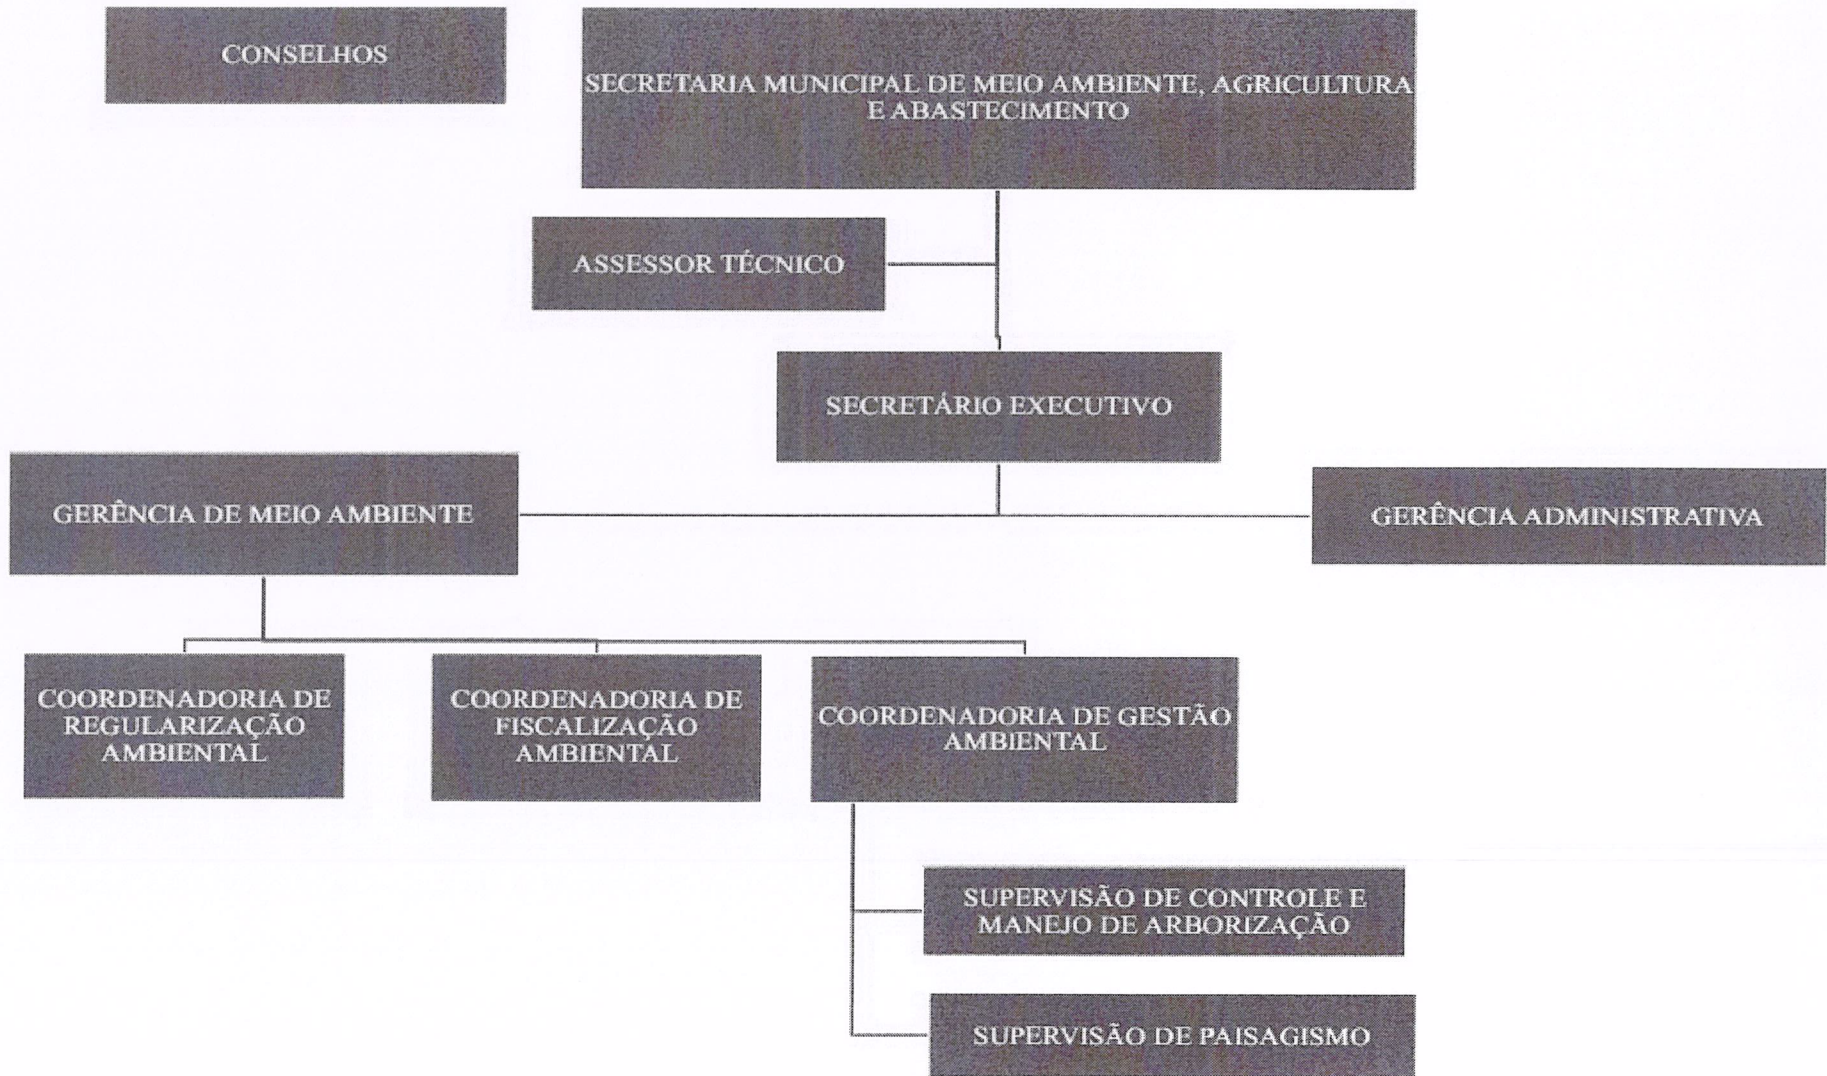 CONSELHOS
SECRETARIA MUNICIPAL DE MEIO AMBIENTE, AGRICULTURA
E ABASTECIMENTO
ASSESSOR TÉCNICO
SECRETÁRIO EXECUTIVO
GERÊNCIA DE MEIO AMBIENTE
GERÊNCIA ADMINISTRATIVA
COORDENADORIA DE
REGULARIZAÇÃO
AMBIENTAL
COORDENADORIA DE
FISCALIZAÇÃO
AMBIENTAL
COORDENADORIA DE GESTÃO
AMBIENTAL
SUPERVISÃO DE CONTROLE E
MANEJO DE ARBORIZAÇÃO
SUPERVISÃO DE PAISAGISMO